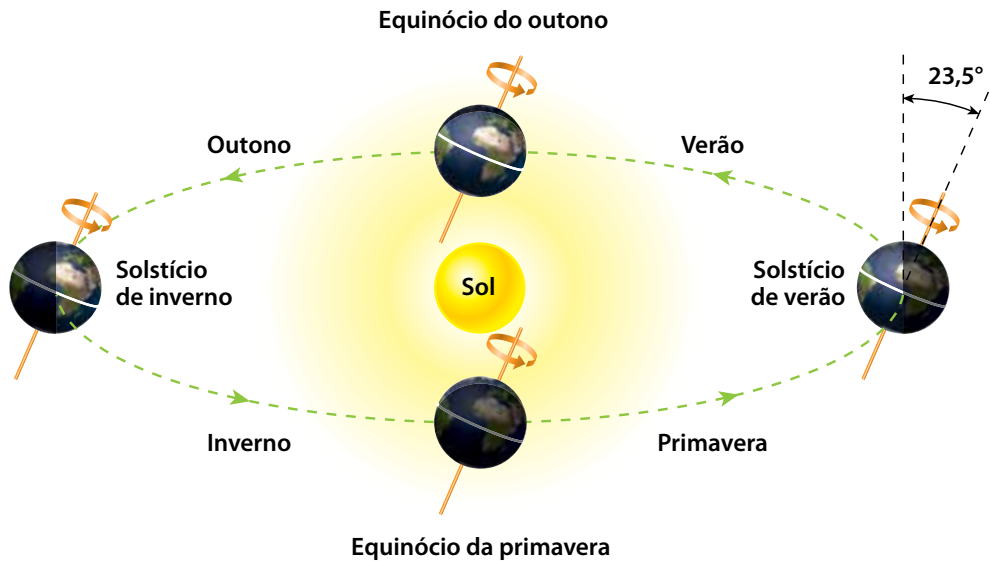 Equinócio do outono
23,5°
Outono
Verão
Solstício
de inverno
Sol
Solstício
de verão
Inverno
Primavera
Equinócio da primavera